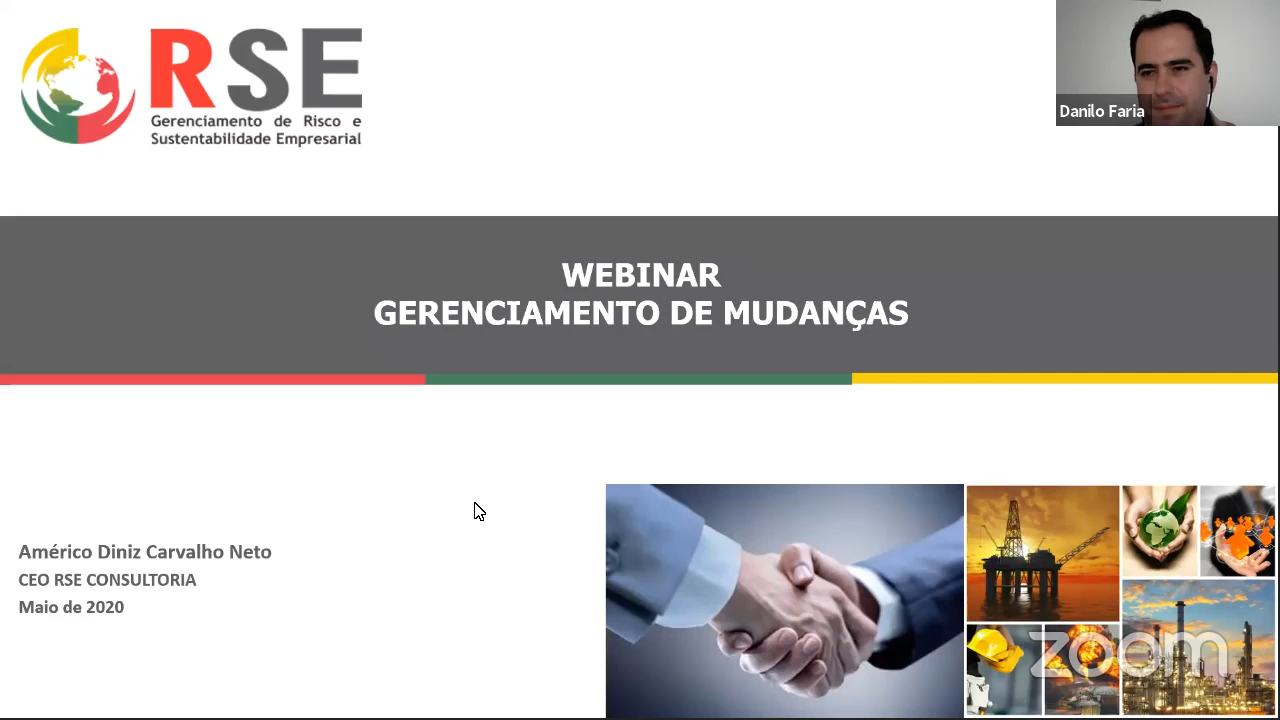 RSE
Gerenciamento de Risco e
Sustentabilidade Empresarial
Danilo Faria
WEBINAR
GERENCIAMENTO DE MUDANÇAS
Américo Diniz Carvalho Neto
CEO RSE CONSULTORIA
Maio de 2020
zoom